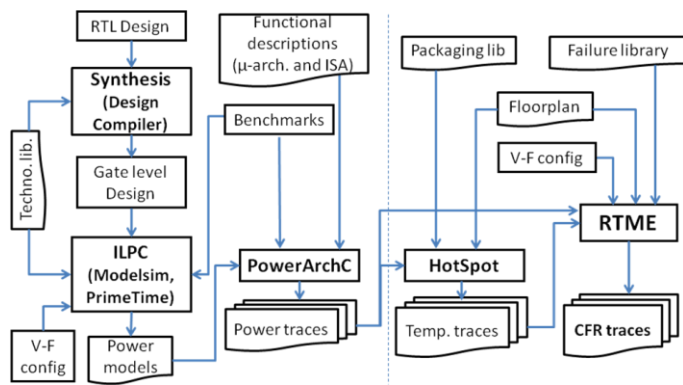 RTL Design
Synthesis
(Design
Compiler)
Techno. lib.
Gate level
Design
ILPC
(Modelsim,
PrimeTime)
V-F
config
Power
models
Functional
descriptions
(µ-arch. and ISA)
Benchmarks
PowerArchC
Power traces
Packaging lib
Failure library
Floorplan
V-F config
RTME
HotSpot
Temp. traces
CFR traces